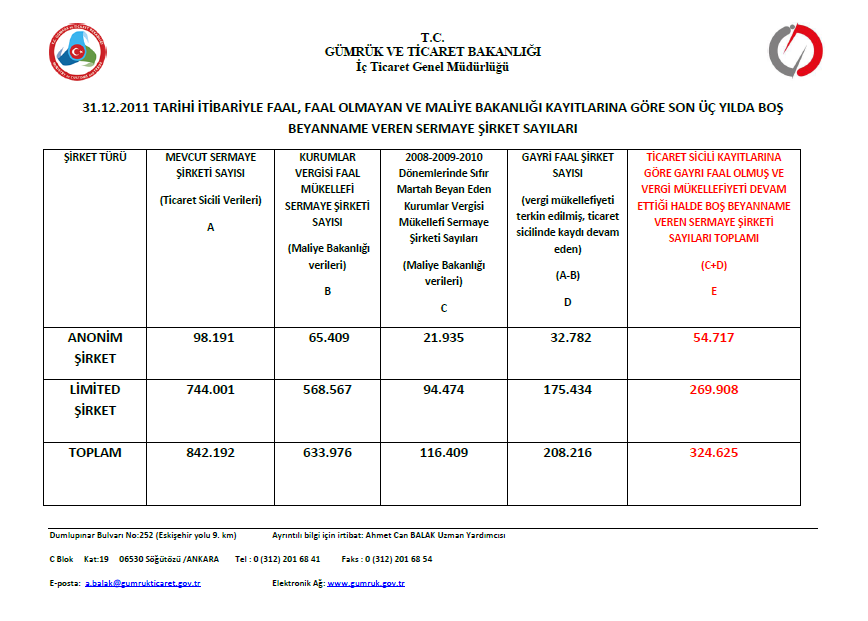 T.C.
GÜMRÜK VE TİCARET BAKANLIĞI
İç Ticaret Genel Müdürlüğü
31.12.2011 TARİHİ İTİBARİYLE FAAL, FAAL OLMAYAN VE MALİYE BAKANLIĞI KAYITLARINA GÖRE SON ÜÇ YILDA BOŞ
BEYANNAME VEREN SERMAYE ŞİRKET SAYILARI
ŞİRKET TÜRÜ
MEVCUT SERMAYE
ŞİRKETİ SAYISI
(Ticaret Sicili Verileri)
A
KURUMLAR
VERGİSİ FAAL
MÜKELLEFİ
SERMAYE ŞİRKETİ
SAYISI
(Maliye Bakanlığı
verileri)
B
2008-2009-2010
Dönemlerinde Sıfır
Martah Beyan Eden
Kurumlar Vergisi
Mükellefi Sermaye
Şirketi Sayıları
(Maliye Bakanlığı
verileri)
C
GAYRİ FAAL ŞİRKET
SAYISI
(vergi mükellefiyeti
terkin edilmiş, ticaret
sicilinde kaydı devam
eden)
(A-B)
D
TİCARET SİCİLİ KAYITLARINA
GÖRE GAYRI FAAL OLMUŞ VE
VERGİ MÜKELLEFİYETİ DEVAM
ETTİĞİ HALDE BOŞ BEYANNAME
VEREN SERMAYE ŞİRKETİ
SAYILARI TOPLAMI
(C+D)
E
ANONİM
ŞİRKET
98.191
65.409
21.935
32.782
54.717
LİMİTED
ŞİRKET
744.001
568.567
94.474
175.434
269.908
TOPLAM
842.192
633.976
116.409
208.216
324.625
Dumlupınar Bulvarı No:252 (Eskişehir yolu 9. km) Ayrıntılı bilgi için irtibat: Ahmet Can BALAK Uzman Yardımcısı
C Blok Kat:19 06530 Söğütözü /ANKARA Tel : 0 (312) 201 68 41 Faks : 0 (312) 201 68 54
E-posta: a.balak@gumrukticaret.gov.tr Elektronik Ağ: www.gumruk.gov.tr